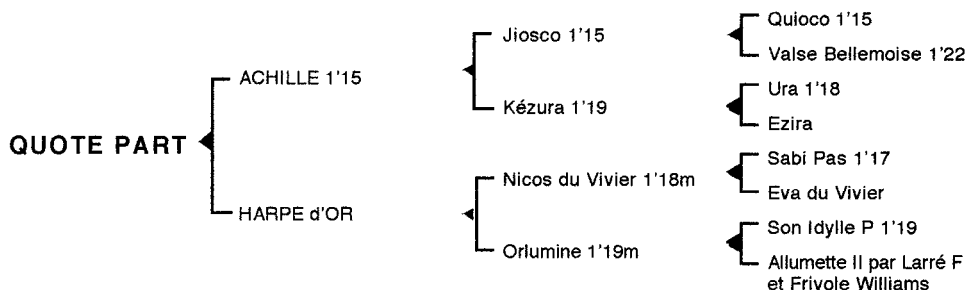 Quioco 1'15
Jiosco 1'15
Valse Bellemoise 1'22
ACHILLE 1'15
Ura 1'18
Kézura 1'19
Ezira
QUOTE PART
Sabi Pas 1'17
Nicos du Vivier 1'18m
Eva du Vivier
HARPE d'OR
Son Idylle P 1'19
Orlumine 1'19m
Allumette II par Larré F
et Frivole Williams